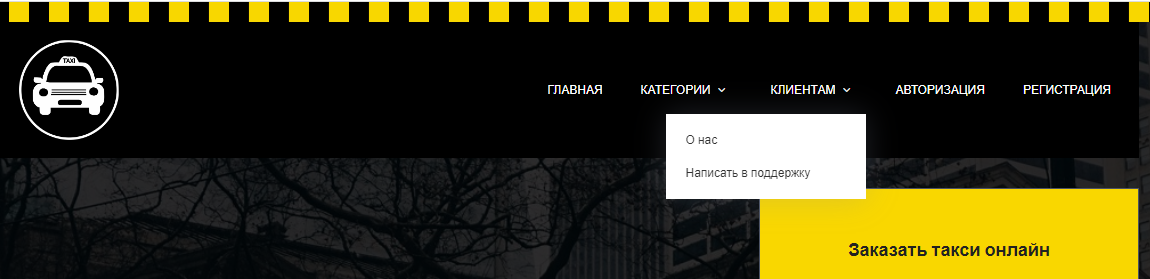 TAXI
ГЛАВНАЯ КАТЕГОРИИ КЛИЕНТАМ АВТОРИЗАЦИЯ РЕГИСТРАЦИЯ
О нас
Написать в поддержку
Заказать такси онлайн